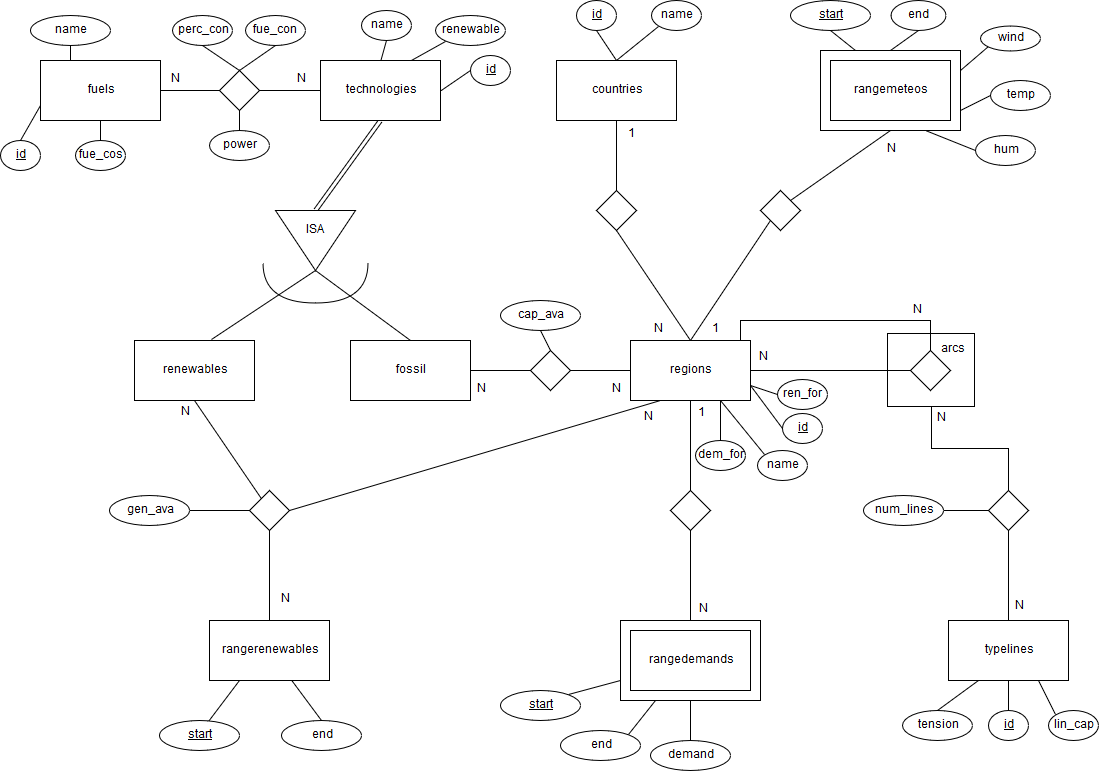 id
name
start
end
name
perc_con
fue_con
name
renewable
wind
N
N
id
fuels
technologies
countries
rangemeteos
temp
1
id
fue_cos
power
N
hum
ISA
cap_ava
N
N
1
arcs
N
renewables
fossil
regions
N
N
ren_for
N
N
1
N
id
dem_for
name
gen_ava
num_lines
N
N
N
rangerenewables
rangedemands
typelines
start
end
start
end
demand
tension
id
lin_cap